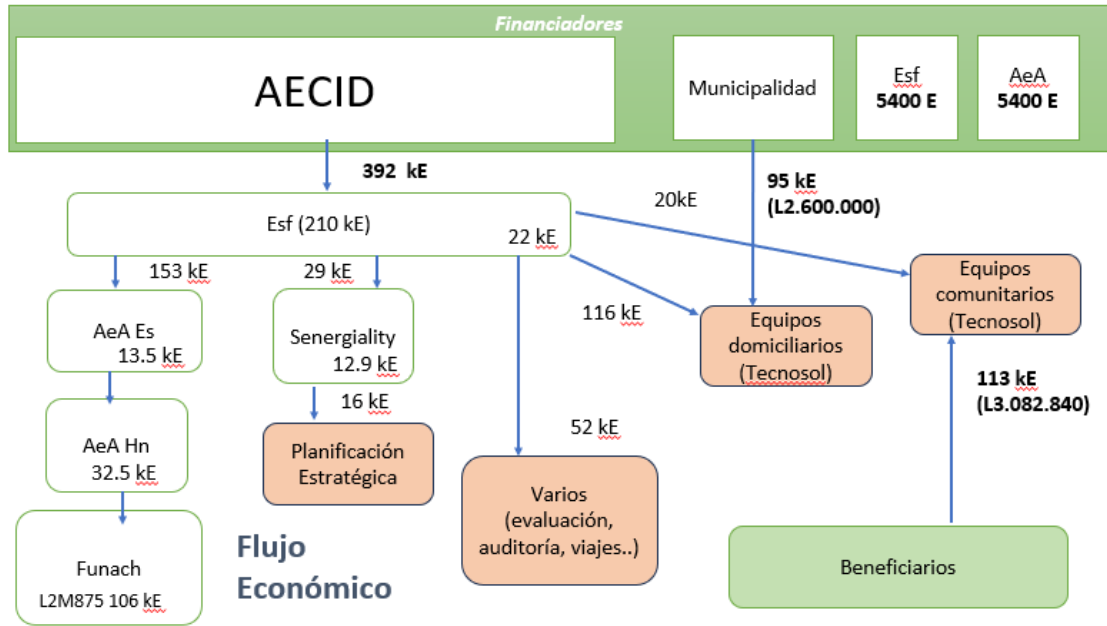 Financiadores
AECID
Municipalidad
Esf
5400 E
AeA
5400 E
392 kE
95 kE
(L2.600.000)
20kE
Esf (210 kE)
22 kE
153 kE
29 kE
116 kE
Equipos
comunitarios
(Tecnosol)
AeA Es
13.5 kE
Senergiality
12.9 kE
Equipos
domiciliarios
(Tecnosol)
16 kE
113 kE
(L3.082.840)
AeA Hn
32.5 kE
Planificación
Estratégica
52 kE
Varios
(evaluación,
auditoría, viajes..)
Flujo
Económico
Funach
L2M875 106 kE
Beneficiarios